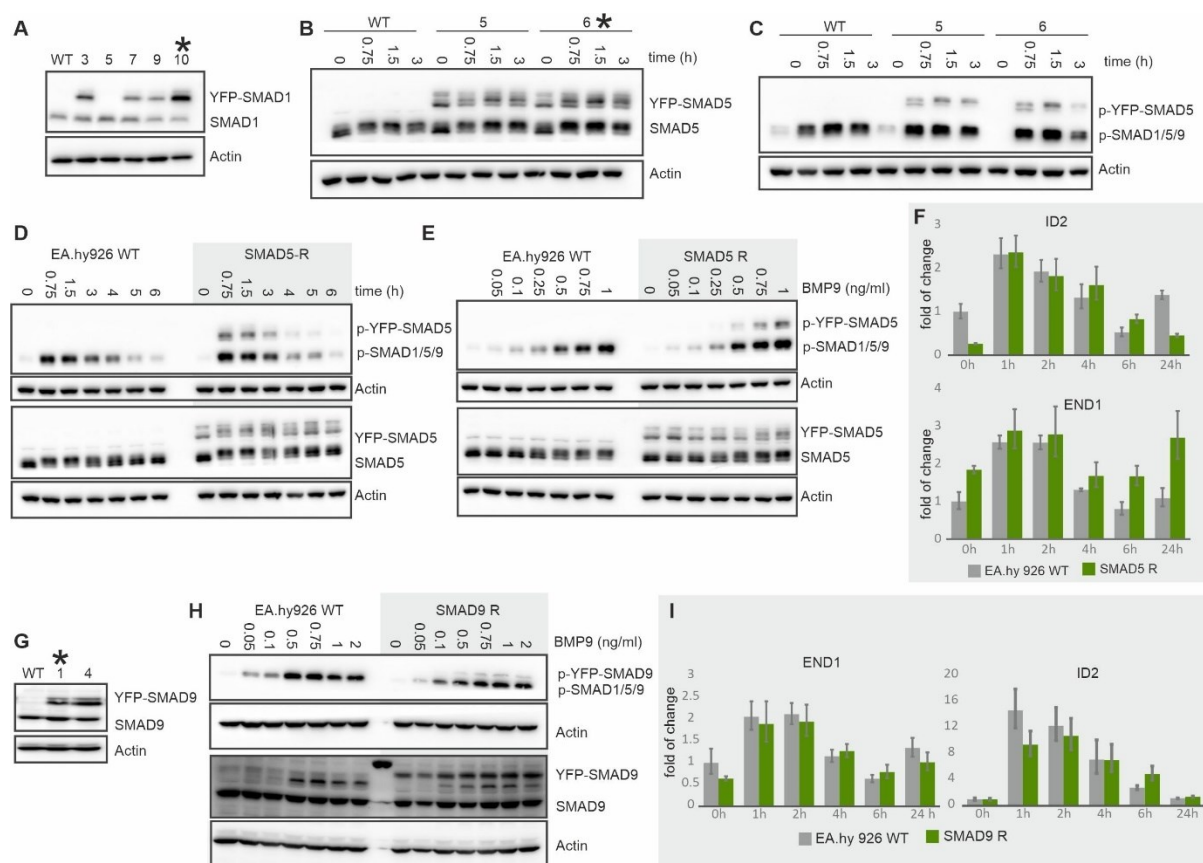 A
WT 3 5 7 9 * 10
YFP-SMAD1
SMAD1
Actin
B
WT 5 6 *
0 0.75 1.5 3 0 0.75 1.5 3 0 0.75 1.5 3 time (h)
YFP-SMAD5
SMAD5
Actin
C
WT 5 6
0 0.75 1.5 3 0 0.75 1.5 3 0 0.75 1.5 3 time (h)
p-YFP-SMAD5
p-SMAD1/5/9
Actin
D
EA.hy926 WT SMAD5-R
0 0.75 1.5 3 4 5 6 0 0.75 1.5 3 4 5 6 time (h)
p-YFP-SMAD5
p-SMAD1/5/9
Actin
YFP-SMAD5
SMAD5
Actin
E
EA.hy926 WT SMAD5 R
0 0.05 0.1 0.25 0.5 0.75 1 0 0.05 0.1 0.25 0.5 0.75 1 BMP9 (ng/ml)
p-YFP-SMAD5
p-SMAD1/5/9
Actin
YFP-SMAD5
SMAD5
Actin
F
ID2
fold of change
3
2
1
0
0h 1h 2h 4h 6h 24h
END1
fold of change
4
3
2
1
0
0h 1h 2h 4h 6h 24h
EA.hy 926 WT SMAD5 R
G
WT * 1 4
YFP-SMAD9
SMAD9
Actin
H
EA.hy926 WT SMAD9 R
0 0.05 0.1 0.5 0.75 1 2 0 0.05 0.1 0.5 0.75 1 2 BMP9 (ng/ml)
p-YFP-SMAD9
p-SMAD1/5/9
Actin
YFP-SMAD9
SMAD9
Actin
I
END1
fold of change
3
2.5
2
1.5
1
0.5
0
0h 1h 2h 4h 6h 24 h
ID2
20
16
12
8
4
0
0h 1h 2h 4h 6h 24h
EA.hy 926 WT SMAD9 R